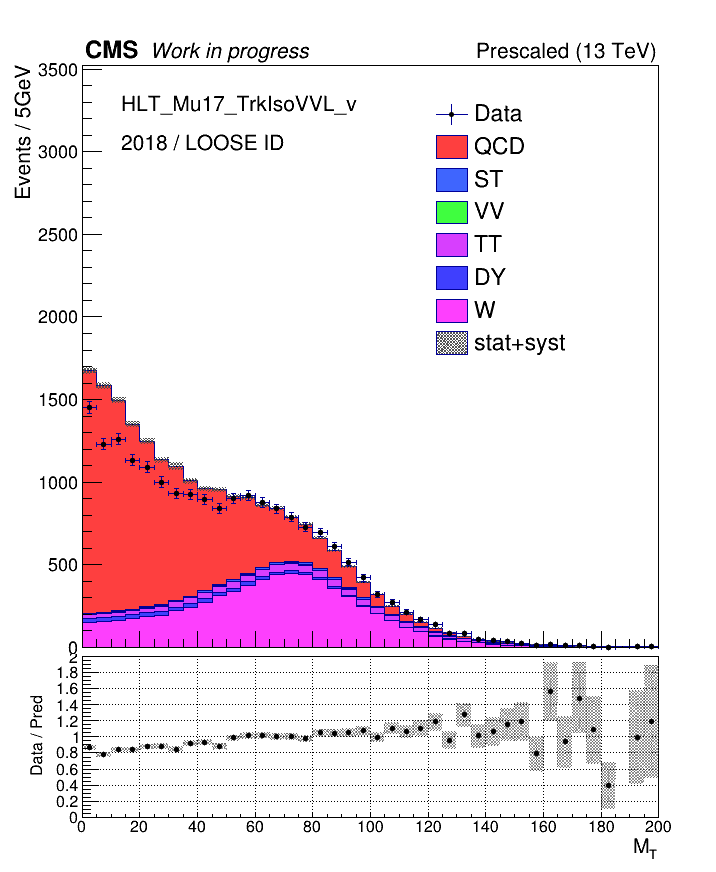 CMS Work in progress Prescaled (13 TeV)
Events / 5GeV
3500
3000
2500
2000
1500
1000
500
0
HLT_Mu17_TrkIsoVVL_v
2018 / LOOSE ID
Data
QCD
ST
VV
TT
DY
W
stat+syst
Data / Pred
2
1.8
1.6
1.4
1.2
1
0.8
0.6
0.4
0.2
0
0 20 40 60 80 100 120 140 160 180 200
M_T